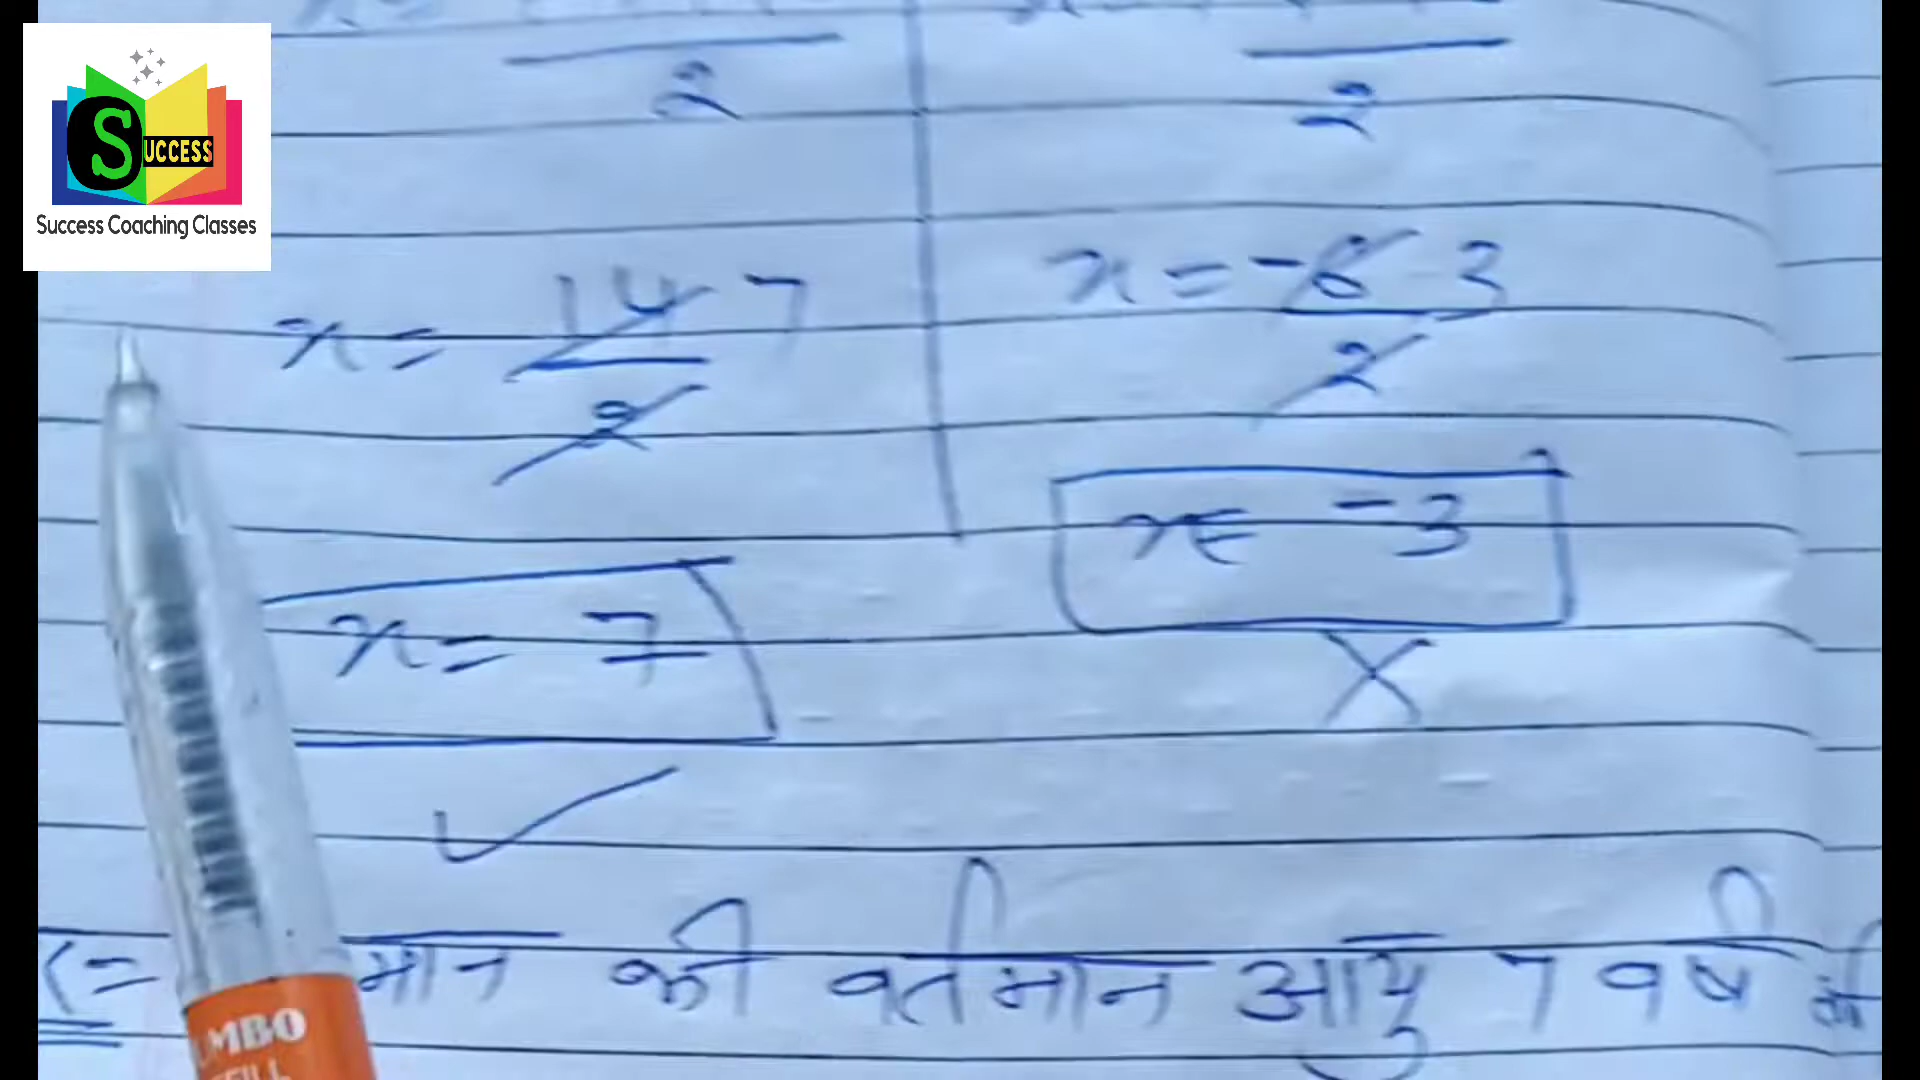 SUCCESS
Success Coaching Classes
2
2
x = 14 7
2
x = -6 3
2
x = -3
x = 7
X
✓
की वर्तमान आयु 7 वर्ष
MBO